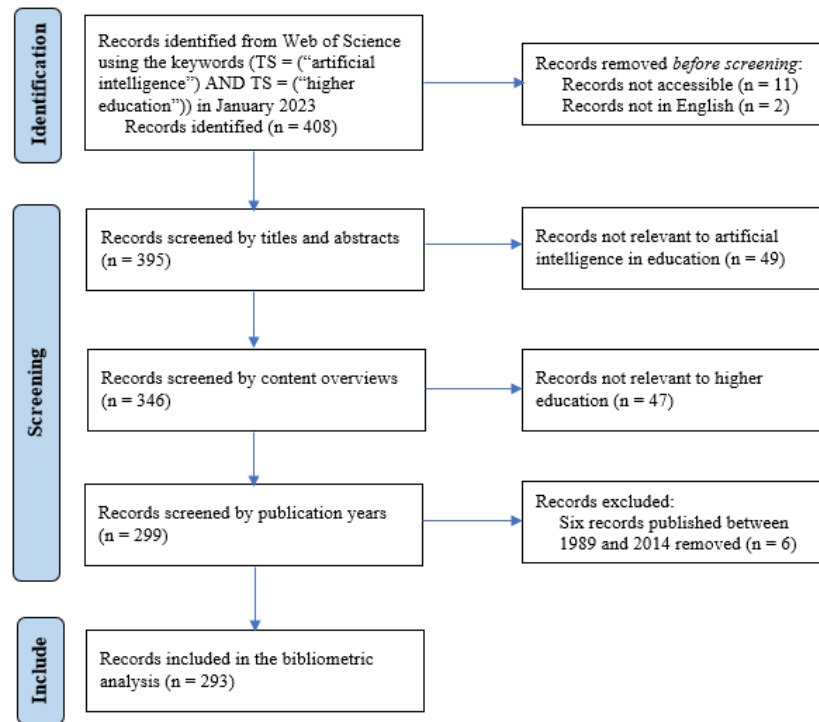 Identification
Records identified from Web of Science
using the keywords (TS = (“artificial
intelligence”) AND TS = (“higher
education”)) in January 2023
Records identified (n = 408)
Records removed before screening:
Records not accessible (n = 11)
Records not in English (n = 2)
Screening
Records screened by titles and abstracts
(n = 395)
Records not relevant to artificial
intelligence in education (n = 49)
Records screened by content overviews
(n = 346)
Records not relevant to higher
education (n = 47)
Records screened by publication years
(n = 299)
Records excluded:
Six records published between
1989 and 2014 removed (n = 6)
Include
Records included in the bibliometric
analysis (n = 293)